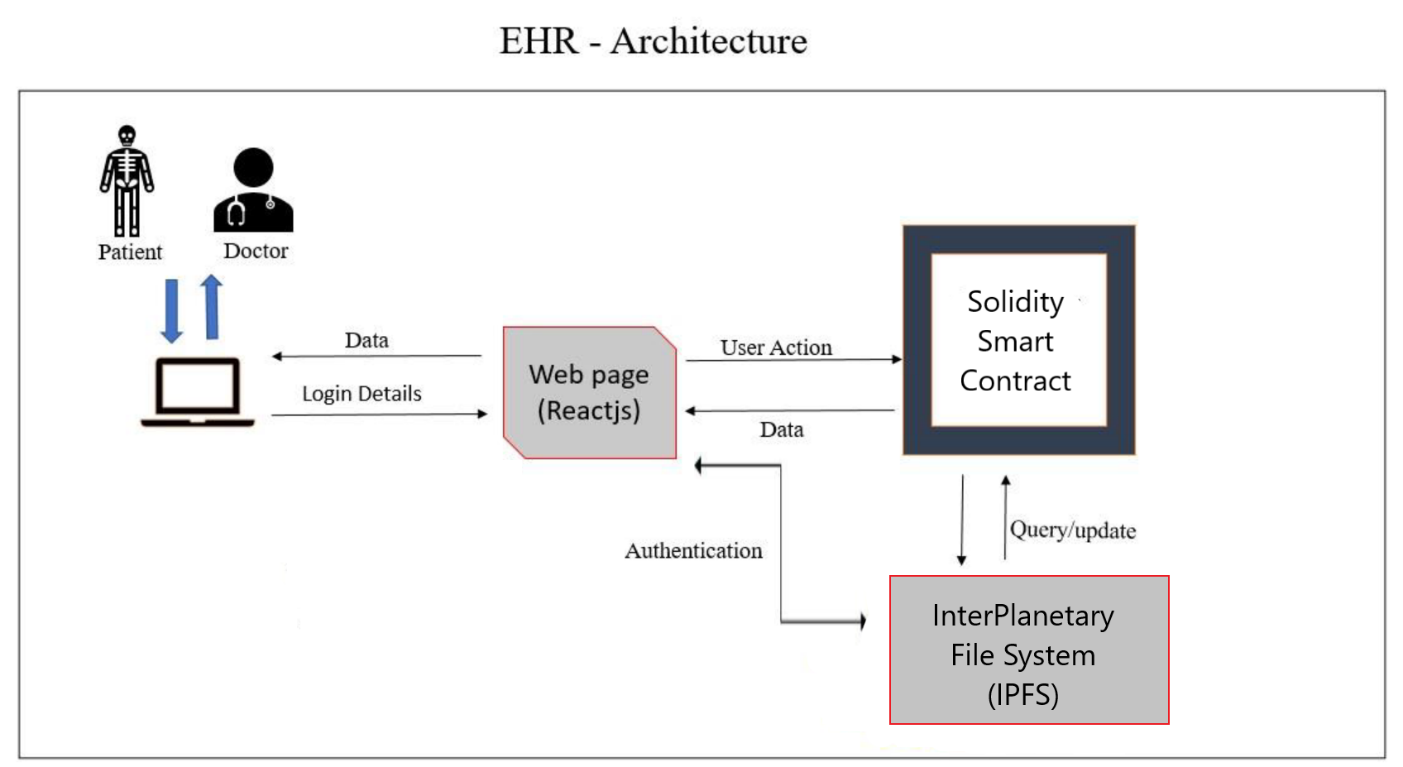 EHR - Architecture
Patient
Doctor
Data
Login Details
Web page
(Reactjs)
User Action
Data
Solidity
Smart
Contract
Authentication
Query/update
InterPlanetary
File System
(IPFS)